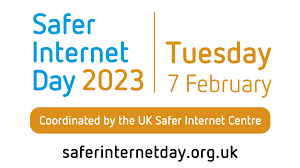 Safer
Internet
Day 2023
Tuesday
7 February
Coordinated by the UK Safer Internet Centre
saferinternetday.org.uk